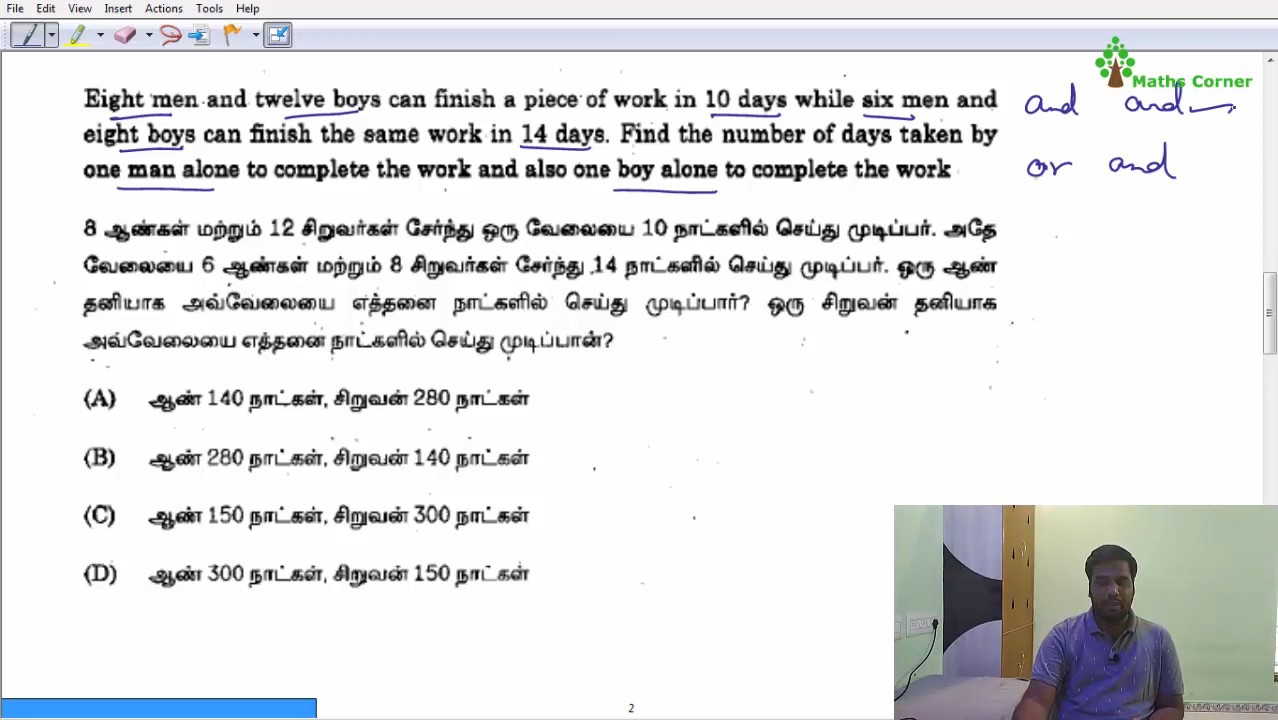 File Edit View Insert Actions Tools Help
Maths Corner
Eight men and twelve boys can finish a piece of work in 10 days while six men and
and and
eight boys can finish the same work in 14 days. Find the number of days taken by
one man alone to complete the work and also one boy alone to complete the work
or and
8 ஆண்கள் மற்றும் 12 சிறுவர்கள் சேர்ந்து ஒரு வேலையை 10 நாட்களில் செய்து முடிப்பர். அதே
வேலையை 6 ஆண்கள் மற்றும் 8 சிறுவர்கள் சேர்ந்து 14 நாட்களில் செய்து முடிப்பர். ஒரு ஆண்
தனியாக அவ்வேலையை எத்தனை நாட்களில் செய்து முடிப்பார்? ஒரு சிறுவன் தனியாக
அவ்வேலையை எத்தனை நாட்களில் செய்து முடிப்பான்?
(A) ஆண் 140 நாட்கள், சிறுவன் 280 நாட்கள்
(B) ஆண் 280 நாட்கள், சிறுவன் 140 நாட்கள்
(C) ஆண் 150 நாட்கள், சிறுவன் 300 நாட்கள்
(D) ஆண் 300 நாட்கள், சிறுவன் 150 நாட்கள்
2